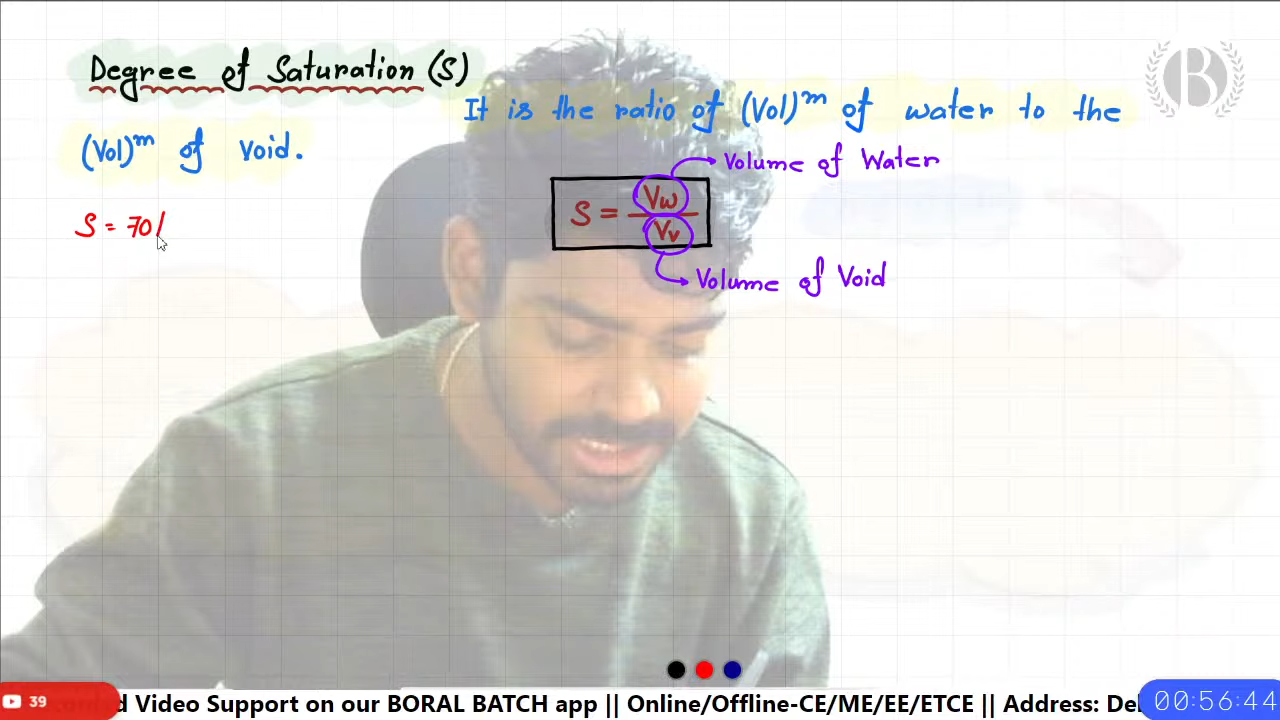 Degree of Saturation (S)
It is the ratio of (Vol)ᵐ of water to the
(Vol)ᵐ of void.
Volume of Water
S = Vw / Vv
S = 70/
Volume of Void
B
39
ed Video Support on our BORAL BATCH app || Online/Offline-CE/ME/EE/ETCE || Address: Del
00:56:44